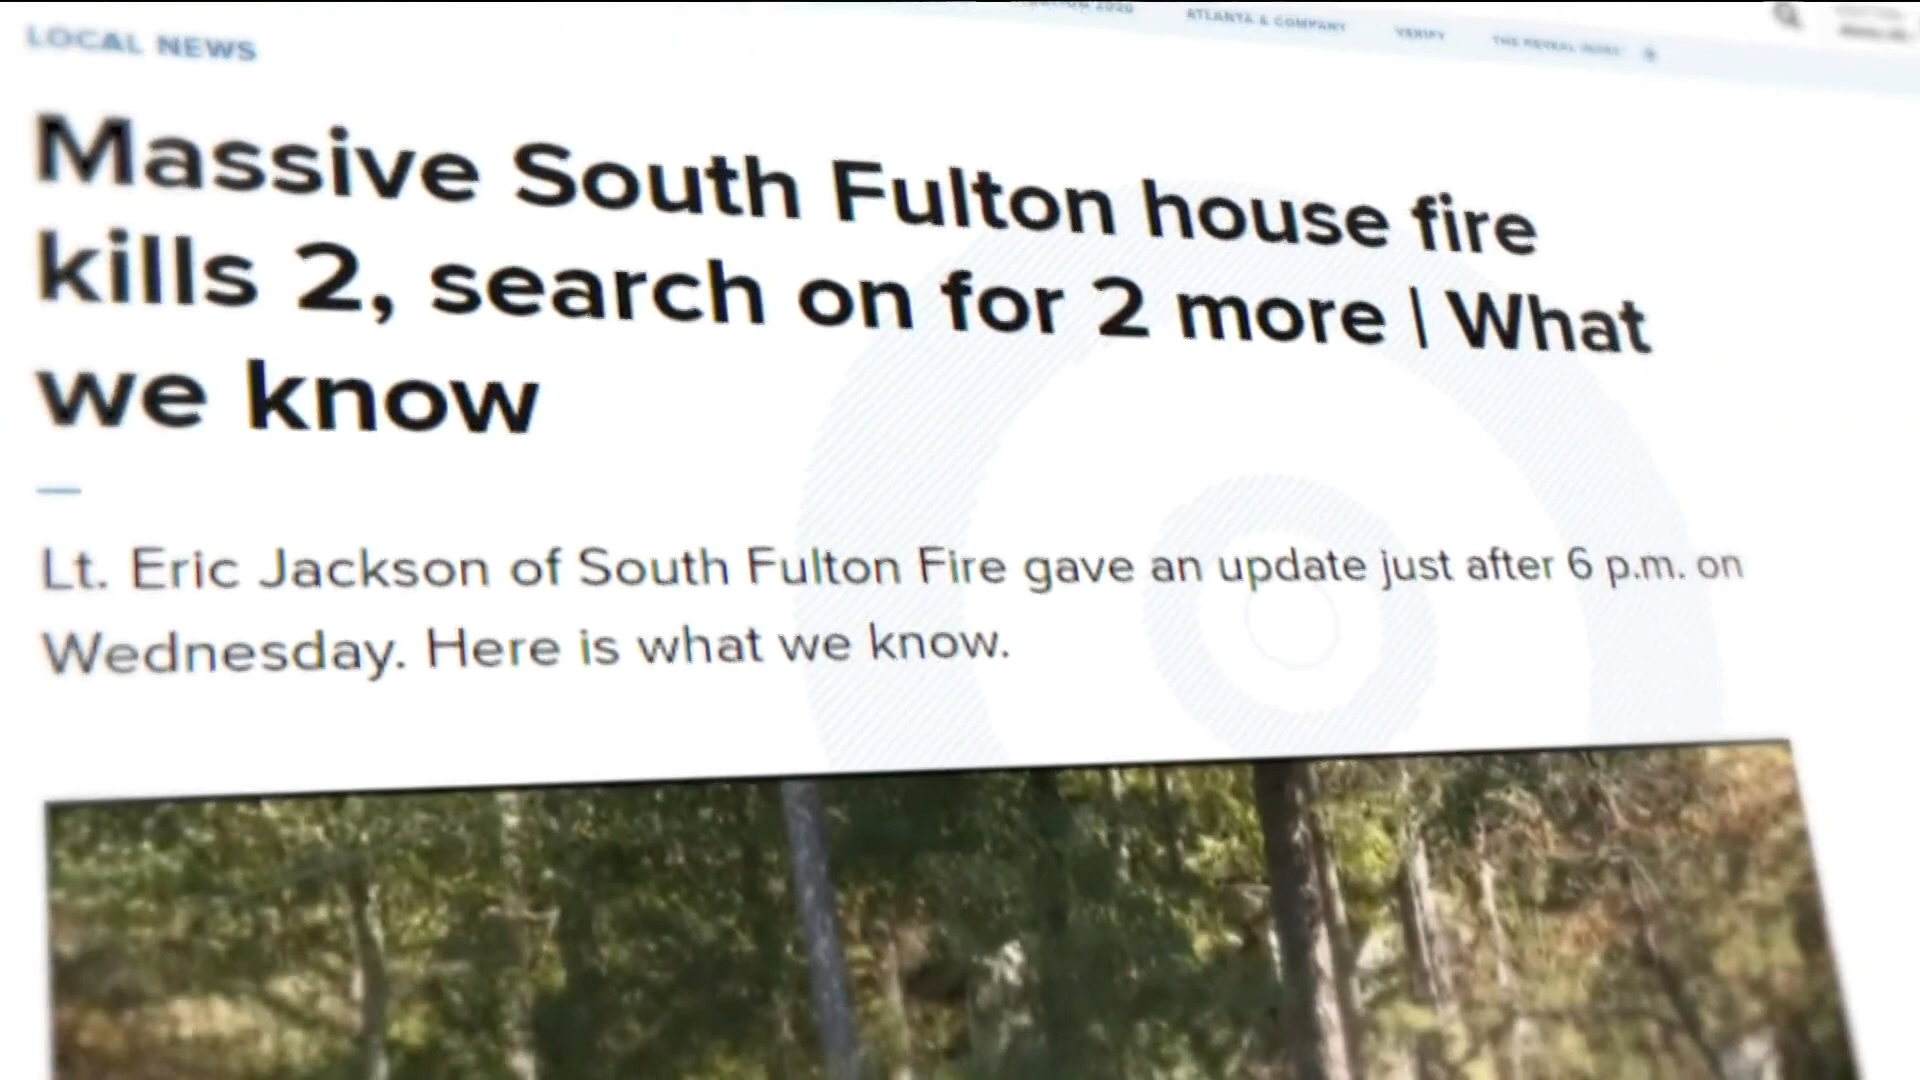 2020
ATLANTA & COMPANY
VERIFY
LOCAL NEWS
Massive South Fulton house fire
kills 2, search on for 2 more | What
we know
Lt. Eric Jackson of South Fulton Fire gave an update just after 6 p.m. on
Wednesday. Here is what we know.